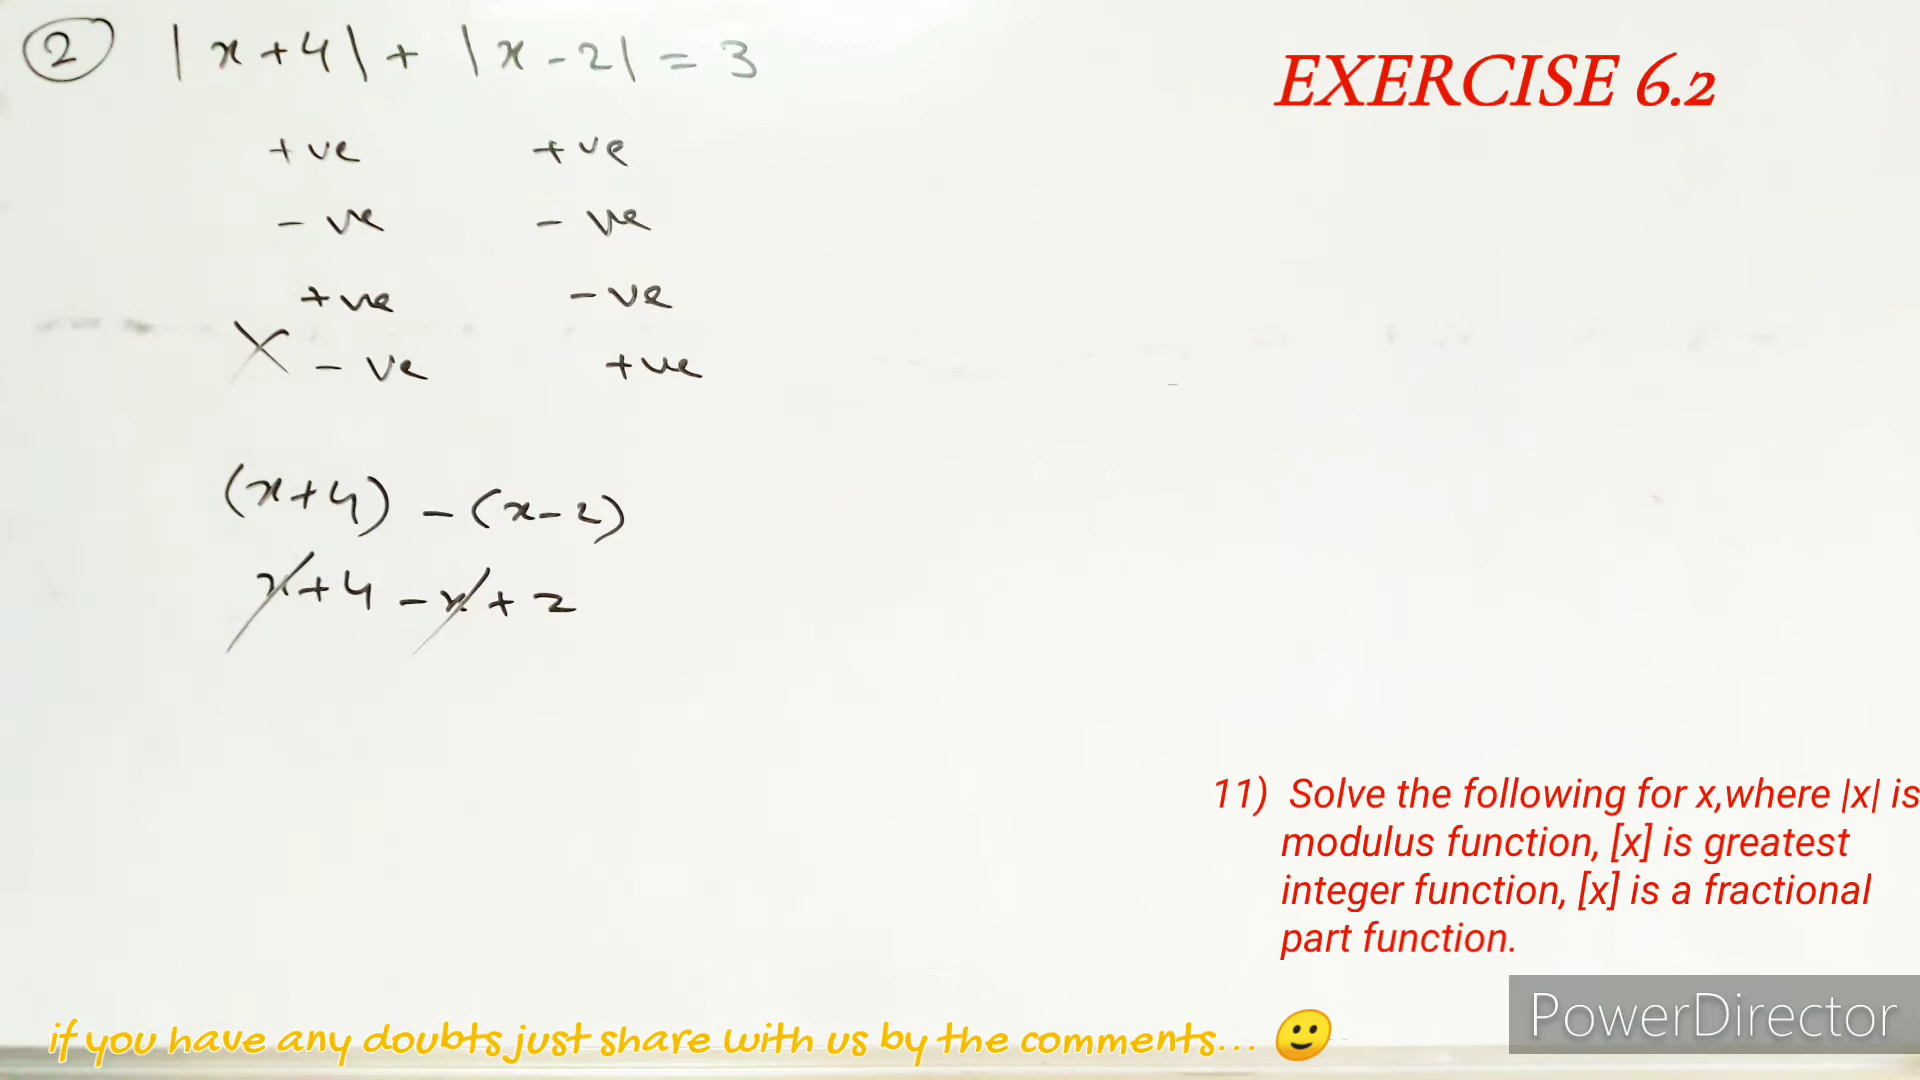 ② |x+4| + |x-2| = 3
EXERCISE 6.2
+ve +ve
-ve -ve
+ve -ve
X -ve +ve
(x+4) - (x-2)
x+4 - x+2
11) Solve the following for x,where |x| is
modulus function, [x] is greatest
integer function, [x] is a fractional
part function.
PowerDirector
if you have any doubts just share with us by the comments... 🙂